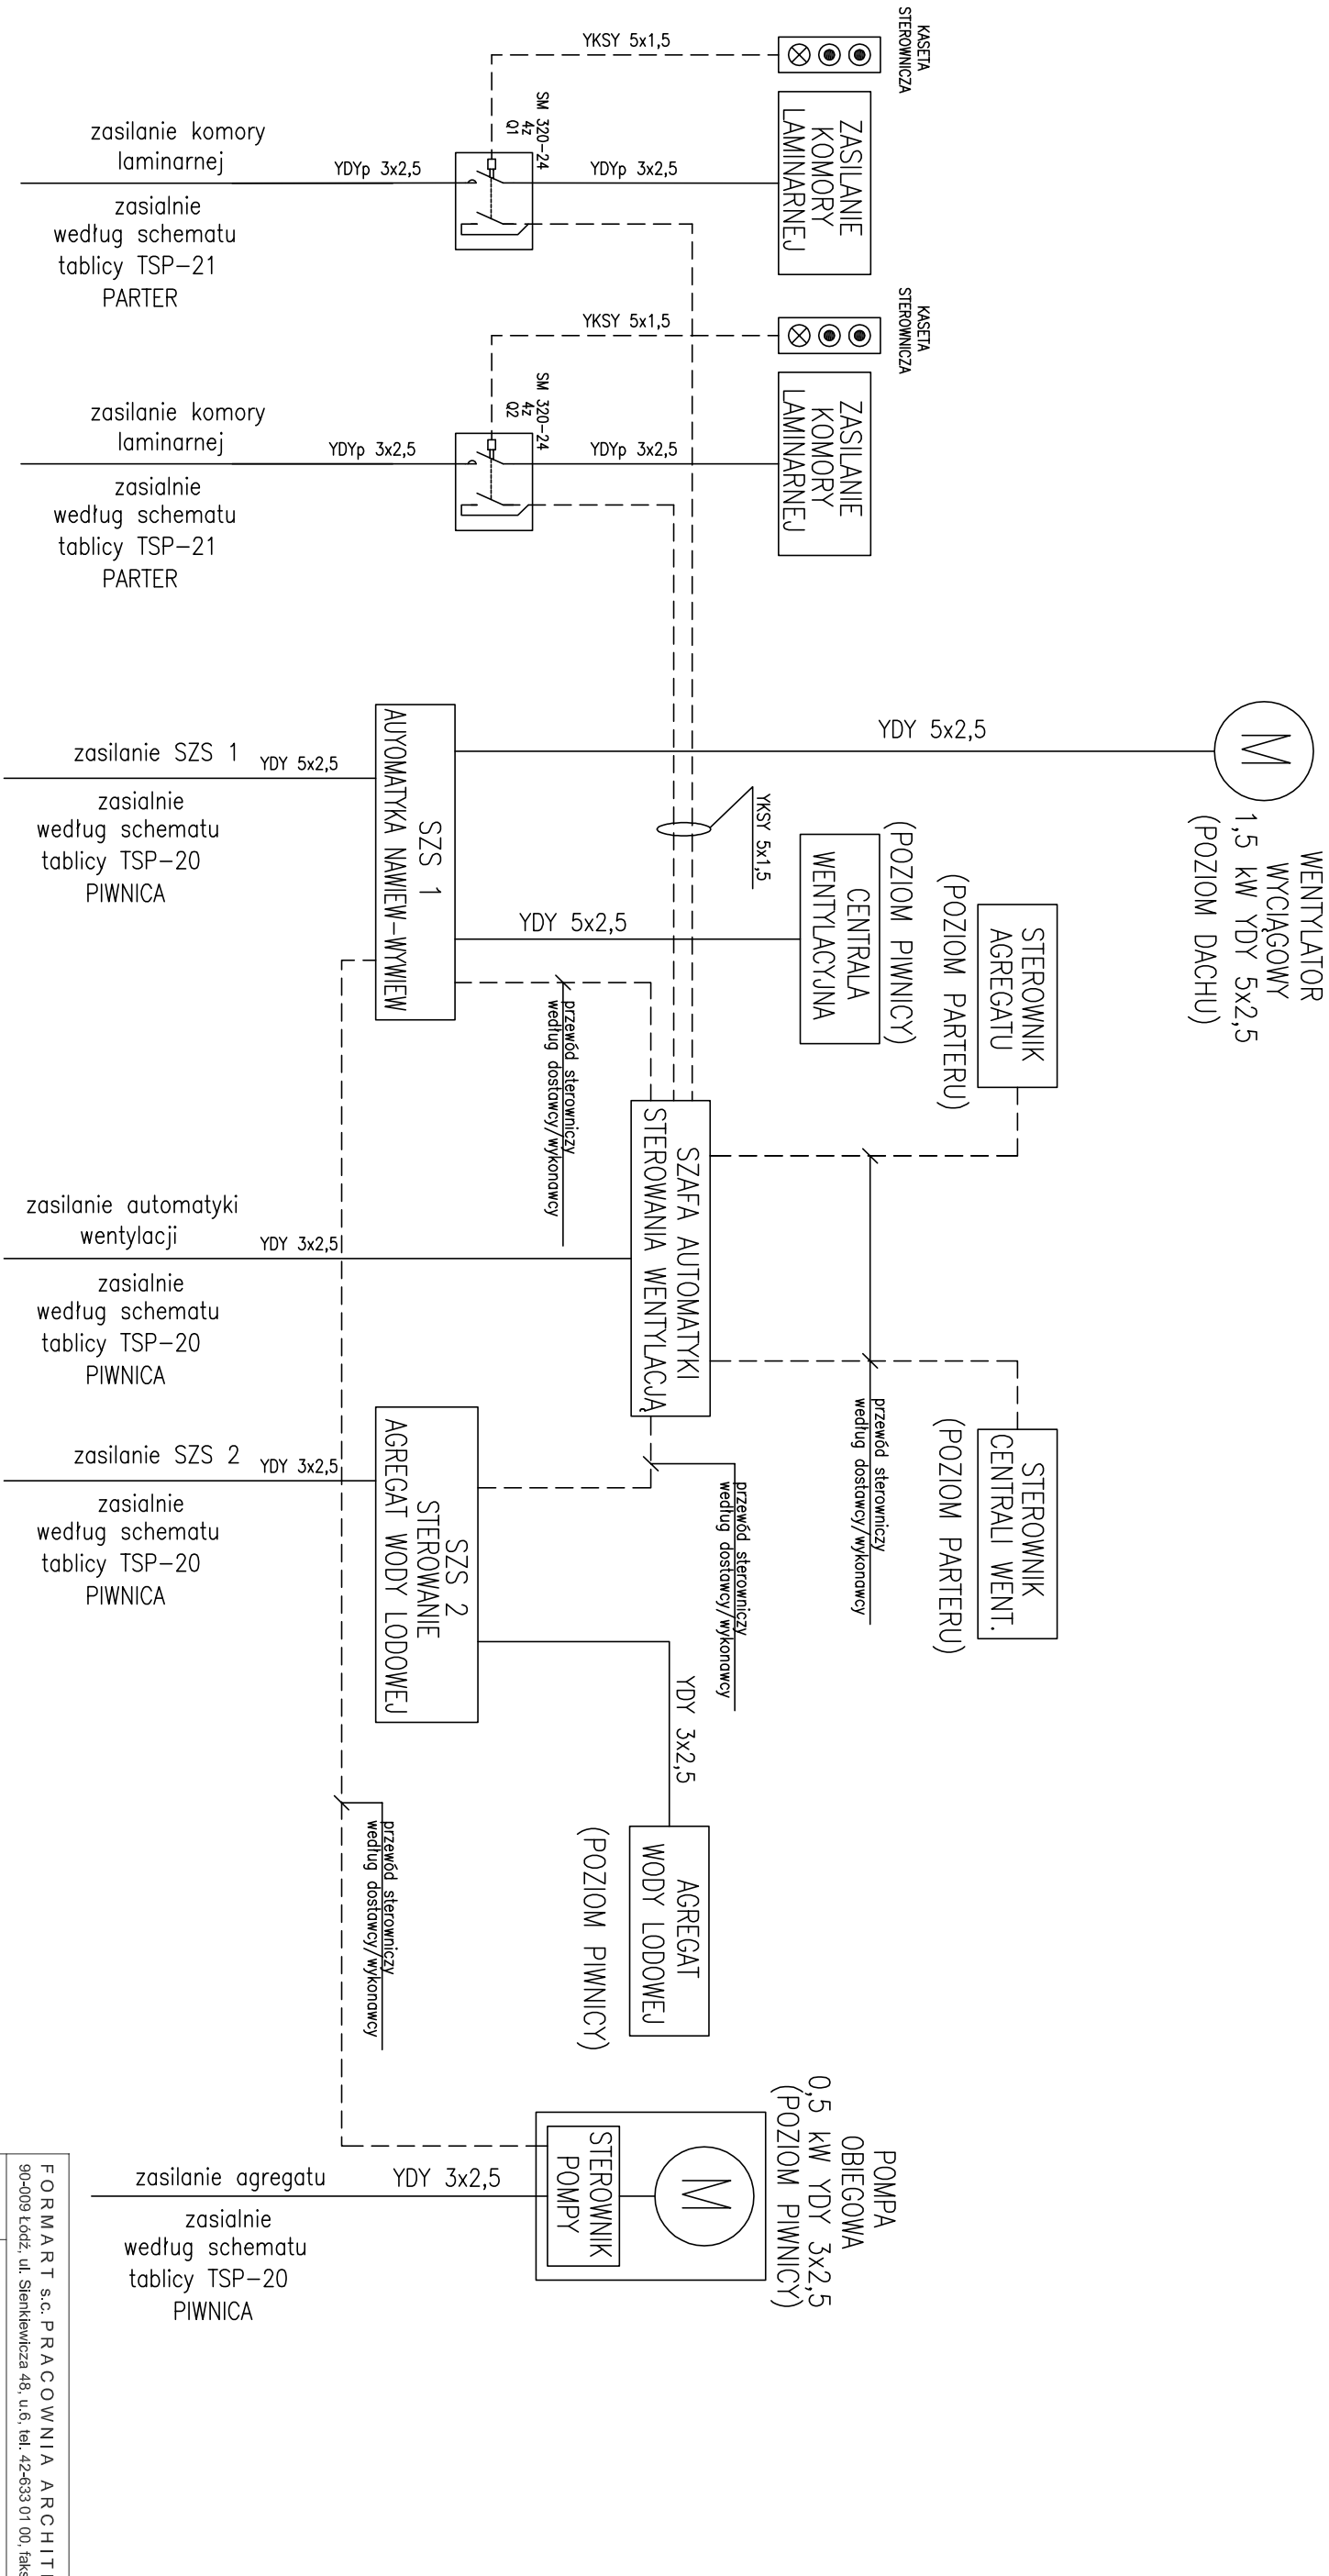 KASETA
STEROWNICZA
YKSY 5x1,5
ZASILANIE
KOMORY
LAMINARNEJ
SM 320-24
4z
Q1
zasilanie komory
laminarnej
YDYp 3x2,5
YDYp 3x2,5
zasialnie
według schematu
tablicy TSP-21
PARTER
KASETA
STEROWNICZA
YKSY 5x1,5
ZASILANIE
KOMORY
LAMINARNEJ
SM 320-24
4z
Q2
zasilanie komory
laminarnej
YDYp 3x2,5
YDYp 3x2,5
zasialnie
według schematu
tablicy TSP-21
PARTER
M
WENTYLATOR
WYCIĄGOWY
1,5 kW YDY 5x2,5
(POZIOM DACHU)
YDY 5x2,5
zasilanie SZS 1
YDY 5x2,5
zasialnie
według schematu
tablicy TSP-20
PIWNICA
SZS 1
AUYOMATYKA NAWIEW-WYWIEW
YKSY 5x1,5
YDY 5x2,5
CENTRALA
WENTYLACYJNA
(POZIOM PIWNICY)
STEROWNIK
AGREGATU
(POZIOM PARTERU)
przewód sterowniczy
według dostawcy/wykonawcy
SZAFA AUTOMATYKI
STEROWANIA WENTYLACJĄ
zasilanie automatyki
wentylacji
YDY 3x2,5
zasialnie
według schematu
tablicy TSP-20
PIWNICA
przewód sterowniczy
według dostawcy/wykonawcy
STEROWNIK
CENTRALI WENT.
(POZIOM PARTERU)
przewód sterowniczy
według dostawcy/wykonawcy
zasilanie SZS 2
YDY 3x2,5
zasialnie
według schematu
tablicy TSP-20
PIWNICA
SZS 2
STEROWANIE
AGREGAT WODY LODOWEJ
YDY 3x2,5
AGREGAT
WODY LODOWEJ
(POZIOM PIWNICY)
przewód sterowniczy
według dostawcy/wykonawcy
POMPA
OBIEGOWA
0,5 kW YDY 3x2,5
(POZIOM PIWNICY)
M
STEROWNIK
POMPY
zasilanie agregatu
YDY 3x2,5
zasialnie
według schematu
tablicy TSP-20
PIWNICA
FORMART s.c. PRACOWNIA
90-009 Łódź, ul. Sienkiewicza 48, u.6, tel. 42-633 01 00,